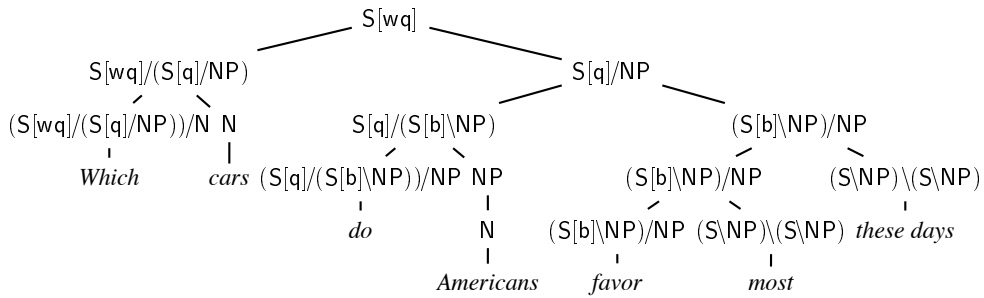 S[wq]
S[wq]/(S[q]/NP) S[q]/NP
(S[wq]/(S[q]/NP))/N N S[q]/(S[b]\NP) (S[b]\NP)/NP
Which cars (S[q]/(S[b]\NP))/NP NP (S[b]\NP)/NP (S\NP)\(S\NP)
do N (S[b]\NP)/NP (S\NP)\(S\NP) these days
Americans favor most